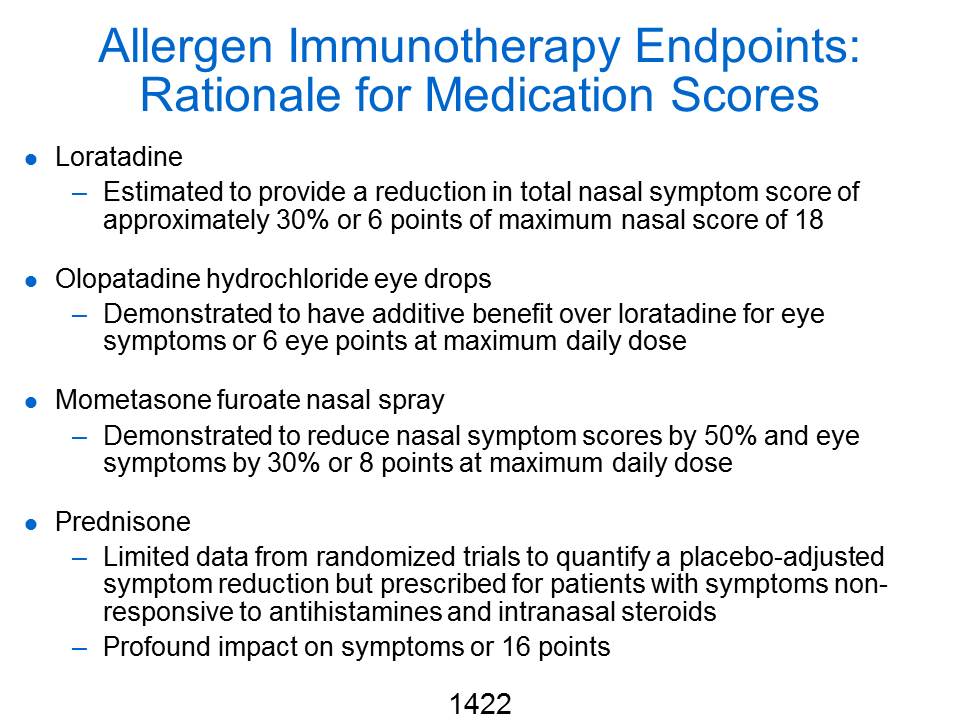 Allergen Immunotherapy Endpoints:
Rationale for Medication Scores
● Loratadine
– Estimated to provide a reduction in total nasal symptom score of
approximately 30% or 6 points of maximum nasal score of 18
● Olopatadine hydrochloride eye drops
– Demonstrated to have additive benefit over loratadine for eye
symptoms or 6 eye points at maximum daily dose
● Mometasone furoate nasal spray
– Demonstrated to reduce nasal symptom scores by 50% and eye
symptoms by 30% or 8 points at maximum daily dose
● Prednisone
– Limited data from randomized trials to quantify a placebo-adjusted
symptom reduction but prescribed for patients with symptoms non-
responsive to antihistamines and intranasal steroids
– Profound impact on symptoms or 16 points
1422